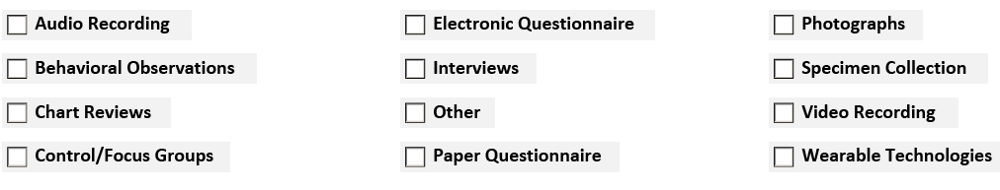 Audio Recording
Electronic Questionnaire
Photographs
Behavioral Observations
Interviews
Specimen Collection
Chart Reviews
Other
Video Recording
Control/Focus Groups
Paper Questionnaire
Wearable Technologies